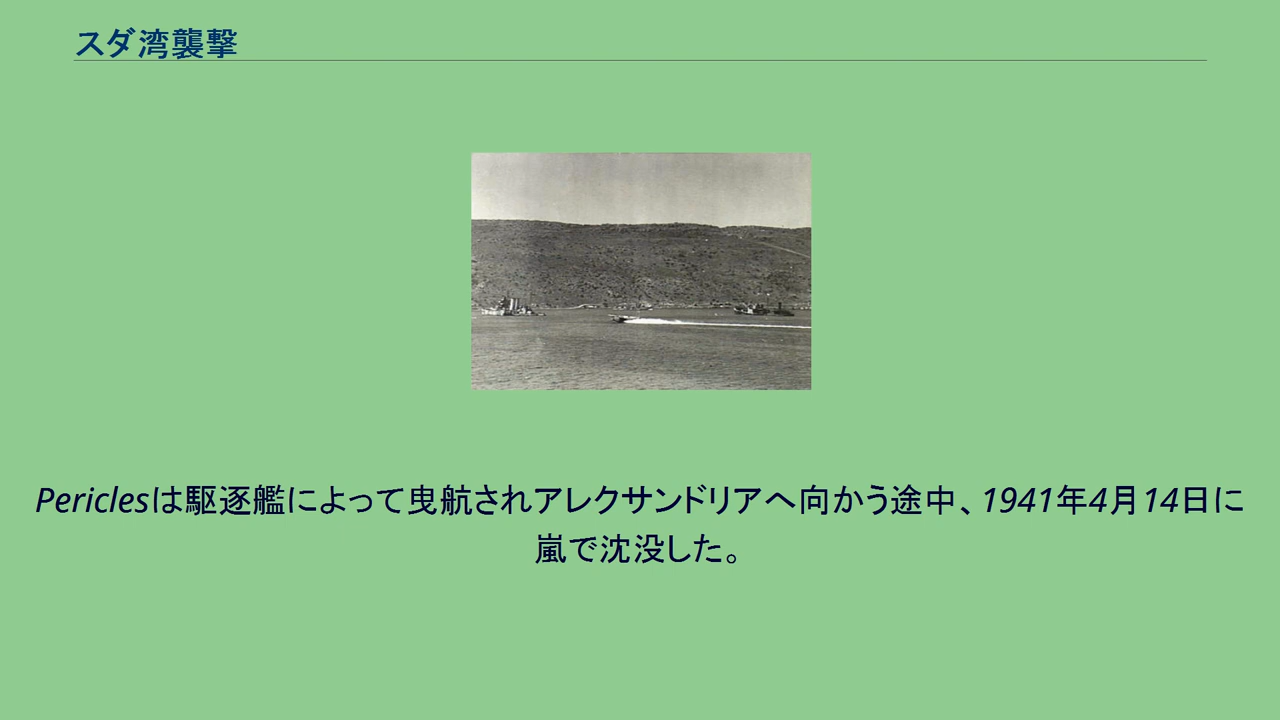 スダ湾襲撃
Periclesは駆逐艦によって曳航されアレクサンドリアへ向かう途中、1941年4月14日に
嵐で沈没した。